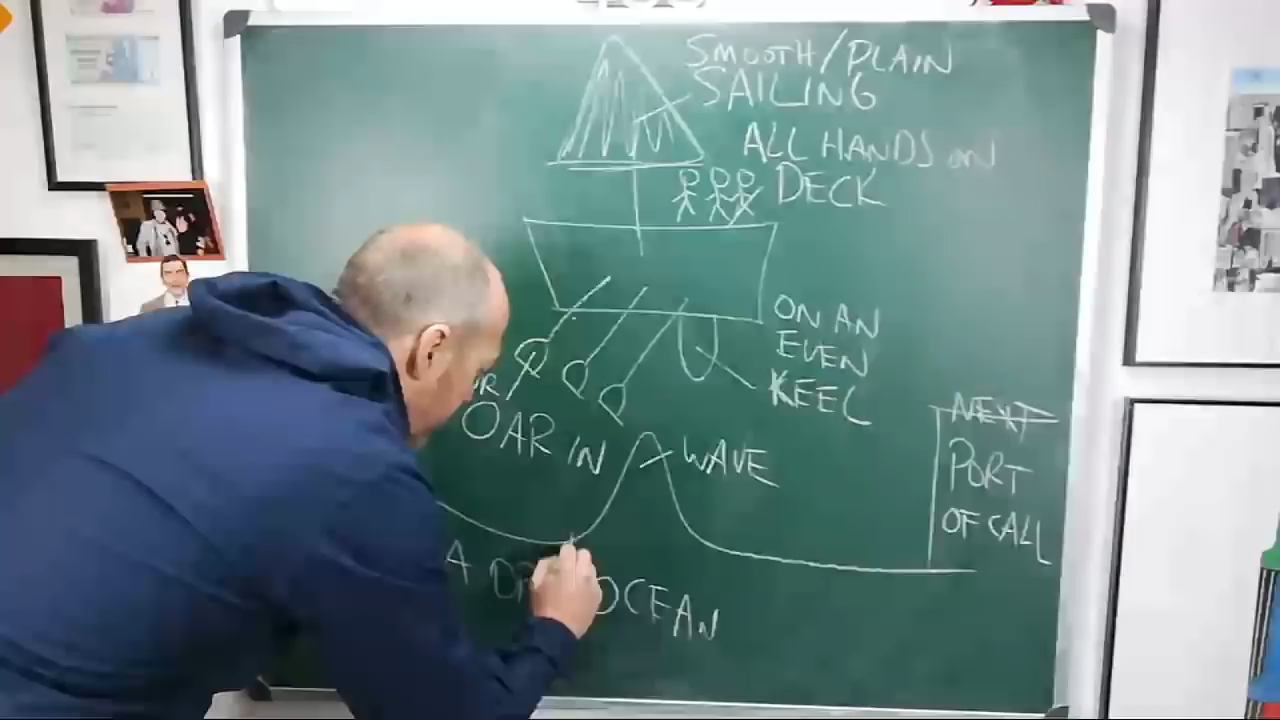 SMOOTH/PLAIN
SAILING
ALL HANDS ON
DECK
ON AN
EVEN
KEEL
OAR IN
WAVE
NEXT
PORT
OF CALL
A
OCEAN